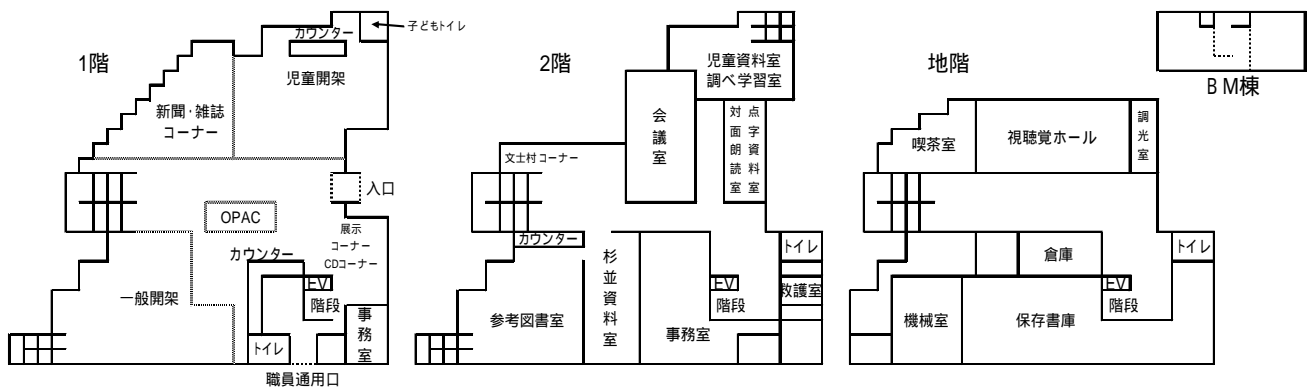 1階
カウンター
子どもトイレ
児童開架
新聞・雑誌
コーナー
入口
OPAC
展示
コーナー
CDコーナー
カウンター
EV
階段
一般開架
事務室
トイレ
職員通用口
2階
児童資料室
調べ学習室
会議室
対面朗読室
点字資料室
文士村コーナー
カウンター
杉並資料室
トイレ
EV
階段
救護室
参考図書室
事務室
地階
喫茶室
視聴覚ホール
調光室
倉庫
トイレ
EV
階段
機械室
保存書庫
BM棟